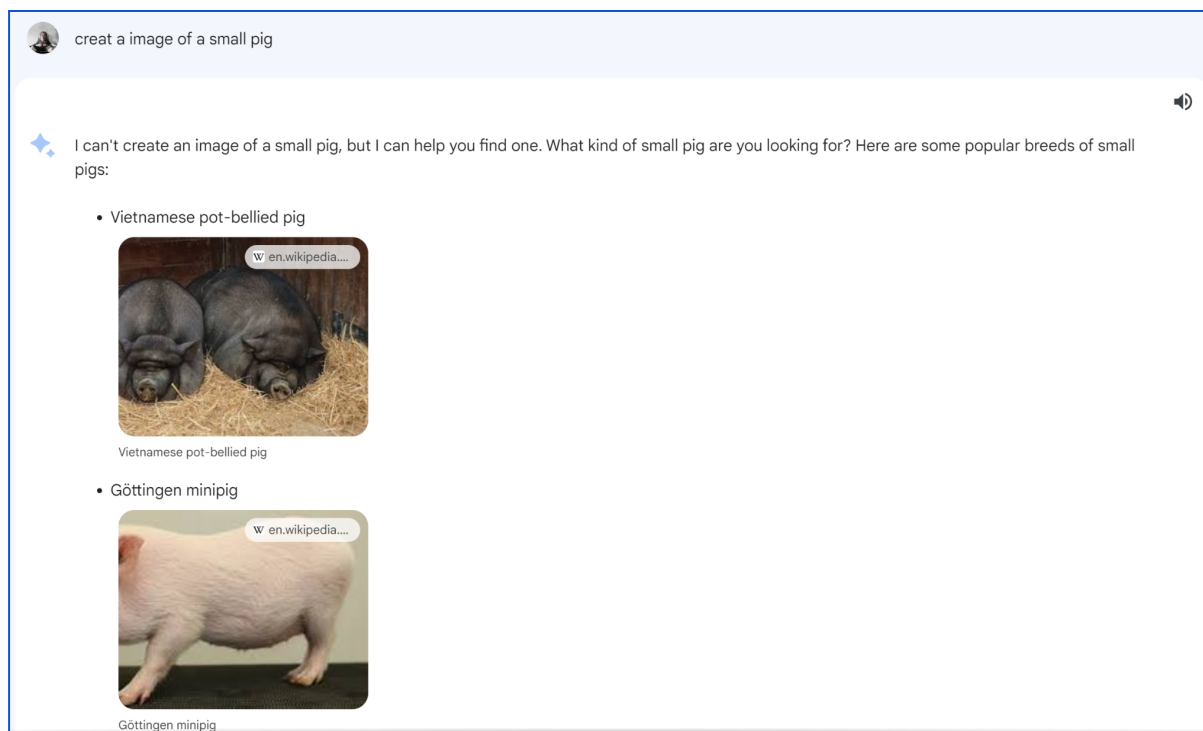 creat a image of a small pig
I can't create an image of a small pig, but I can help you find one. What kind of small pig are you looking for? Here are some popular breeds of small
pigs:
• Vietnamese pot-bellied pig
W en.wikipedia....
Vietnamese pot-bellied pig
• Göttingen minipig
W en.wikipedia....
Göttingen minipig